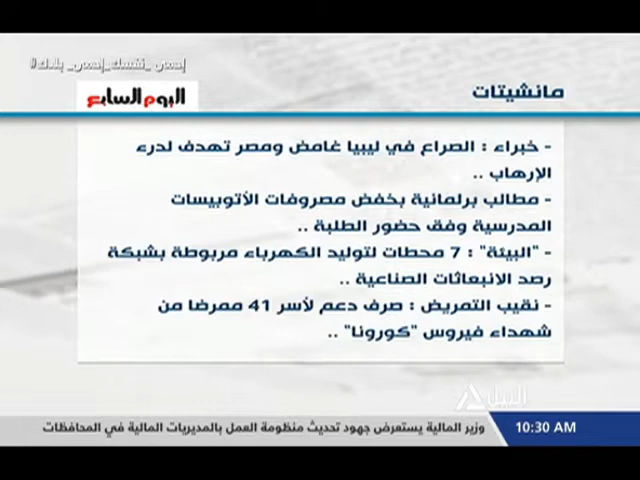 #إحمى_نفسك_إحمى_بلدك
مانشيتات
اليوم السابع
- خبراء : الصراع في ليبيا غامض ومصر تهدف لدرء
الإرهاب ..
- مطالب برلمانية بخفض مصروفات الأتوبيسات
المدرسية وفق حضور الطلبة ..
- "البيئة" : 7 محطات لتوليد الكهرباء مربوطة بشبكة
رصد الانبعاثات الصناعية ..
- نقيب التمريض : صرف دعم لأسر 41 ممرضا من
شهداء فيروس "كورونا" ..
النيل
10:30 AM
وزير المالية يستعرض جهود تحديث منظومة العمل بالمديريات المالية في المحافظات